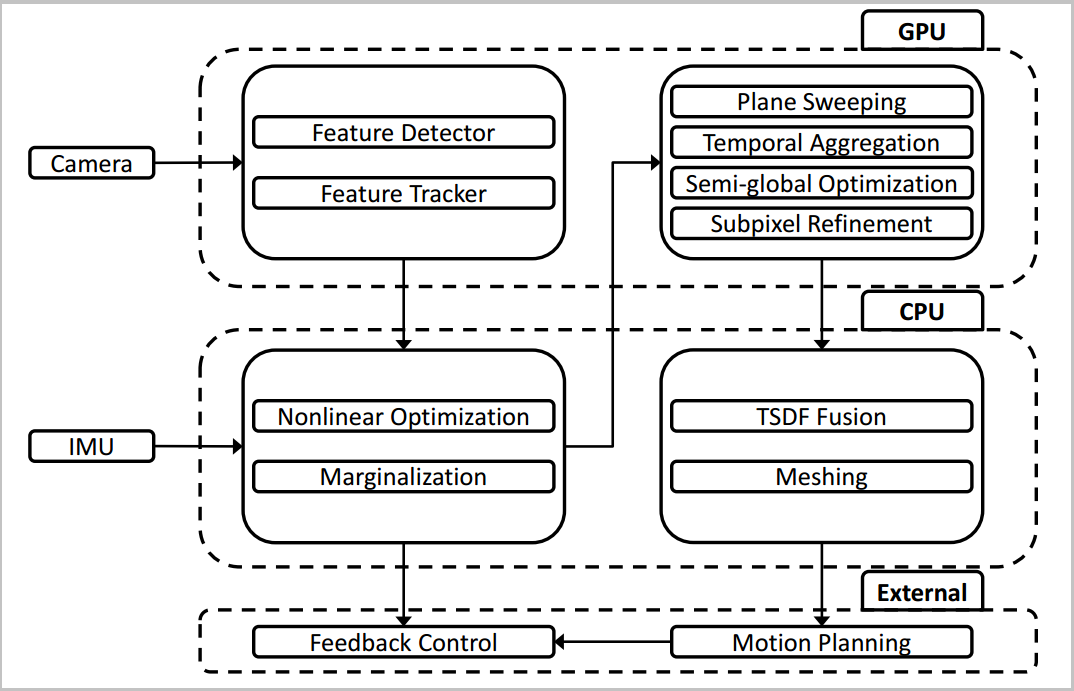 GPU
Feature Detector
Feature Tracker
Plane Sweeping
Temporal Aggregation
Semi-global Optimization
Subpixel Refinement
Camera
CPU
Nonlinear Optimization
Marginalization
TSDF Fusion
Meshing
IMU
External
Feedback Control
Motion Planning